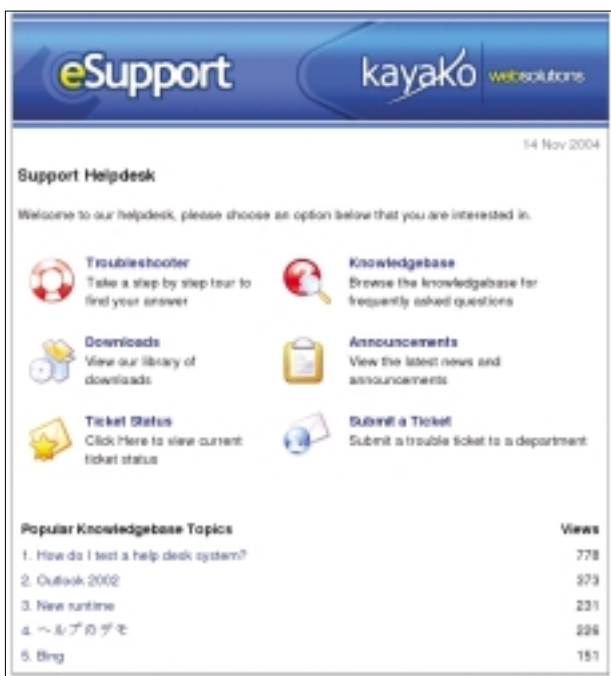 eSupport
kayako websolutions
14 Nov 2004
Support Helpdesk
Welcome to our helpdesk, please choose an option below that you are interested in.
Troubleshooter
Take a step by step tour to
find your answer
Knowledgebase
Browse the knowledgebase for
frequently asked questions
Downloads
View our library of
downloads
Announcements
View the latest news and
announcements
Ticket Status
Click Here to view current
ticket status
Submit a Ticket
Submit a trouble ticket to a department
Popular Knowledgebase Topics Views
1. How do I test a help desk system? 778
2. Outlook 2002 373
3. New runtime 231
4. ヘルプのデモ 226
5. Bing 151